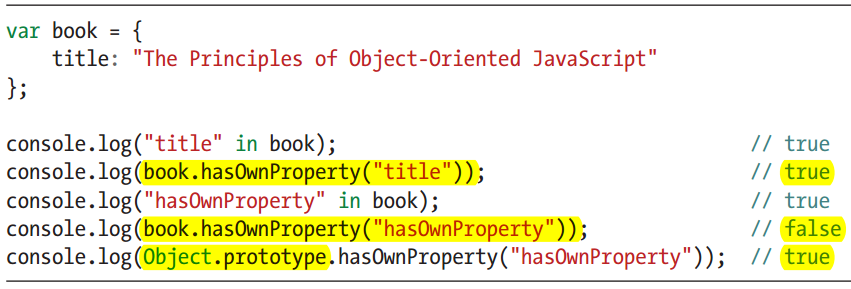 var book = {
    title: "The Principles of Object-Oriented JavaScript"
};
console.log("title" in book); // true
console.log(book.hasOwnProperty("title")); // true
console.log("hasOwnProperty" in book); // true
console.log(book.hasOwnProperty("hasOwnProperty")); // false
console.log(Object.prototype.hasOwnProperty("hasOwnProperty")); // true